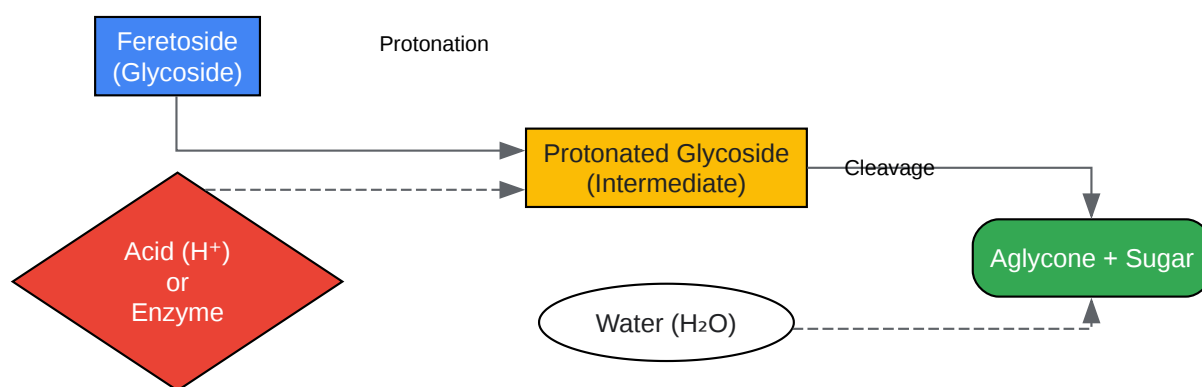 Feretoside
(Glycoside)
Protonation
Protonated Glycoside
(Intermediate)
Cleavage
Acid (H⁺)
or
Enzyme
Aglycone + Sugar
Water (H₂O)